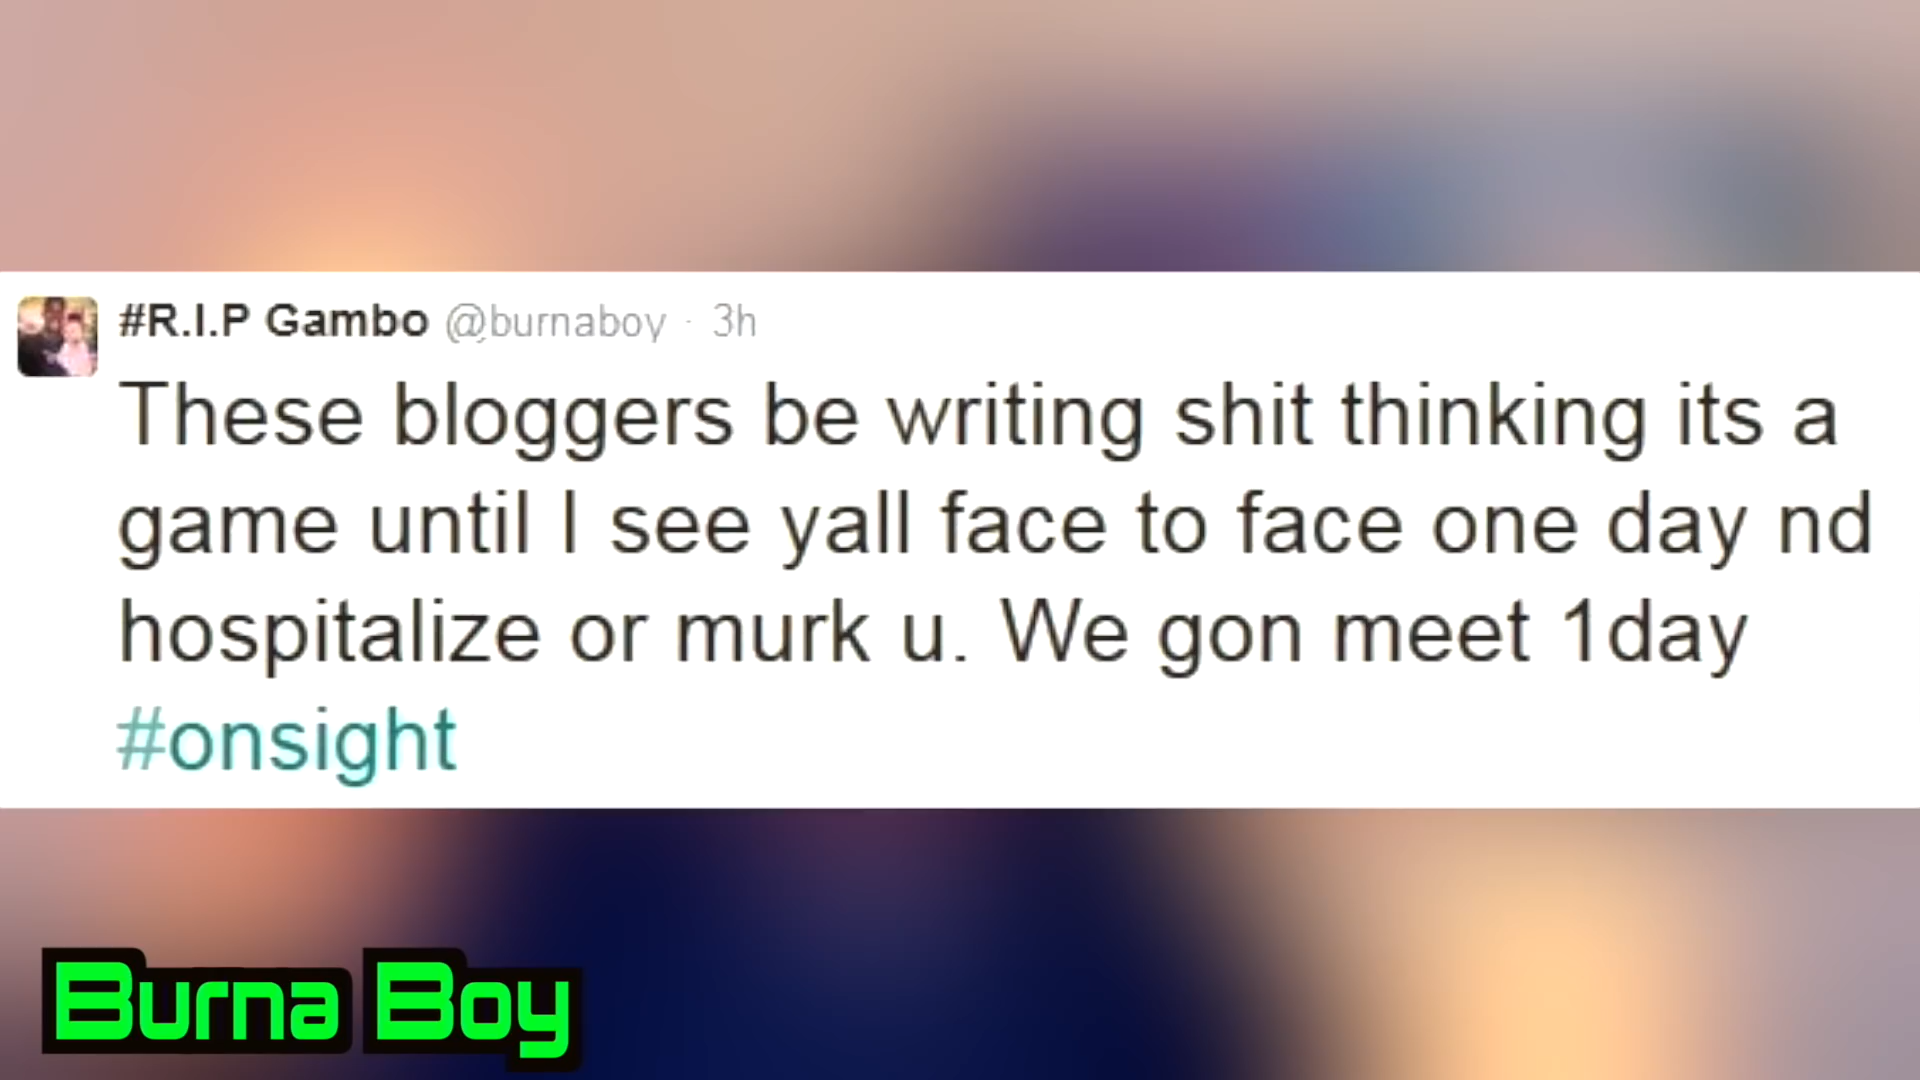 #R.I.P Gambo @burnaboy · 3h
These bloggers be writing shit thinking its a
game until I see yall face to face one day nd
hospitalize or murk u. We gon meet 1day
#onsight
Burna Boy